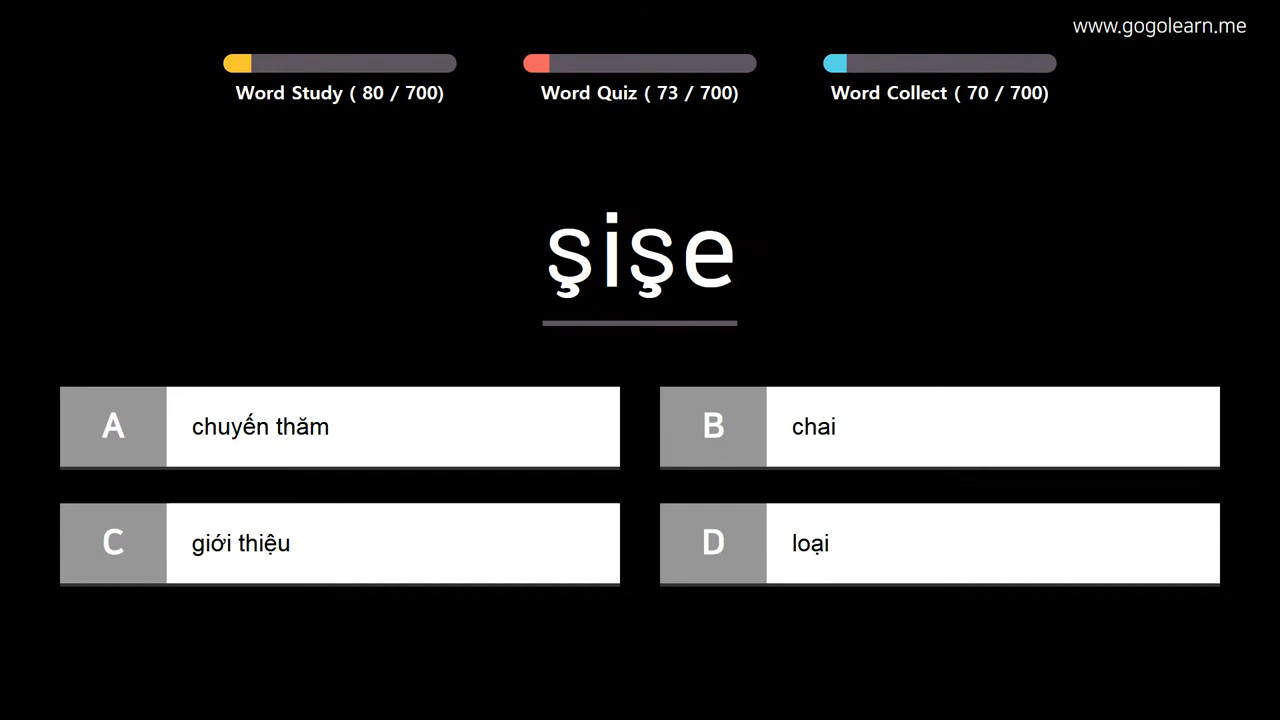 www.gogolearn.me
Word Study ( 80 / 700)
Word Quiz ( 73 / 700)
Word Collect ( 70 / 700)
şişe
A chuyến thăm
B chai
C giới thiệu
D loại